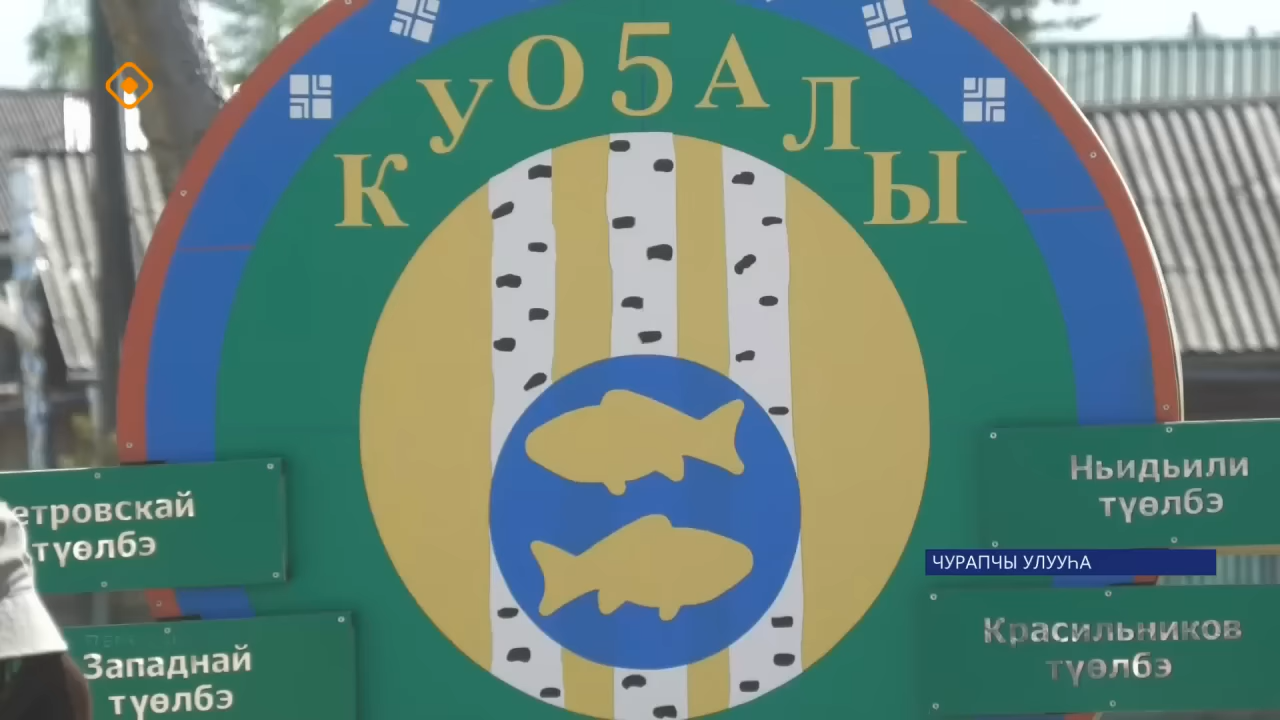 КУО5АЛЫ
етровскай
түөлбэ
Западнай
түөлбэ
Ньидьили
түөлбэ
ЧУРАПЧЫ УЛУУҺА
Красильников
түөлбэ